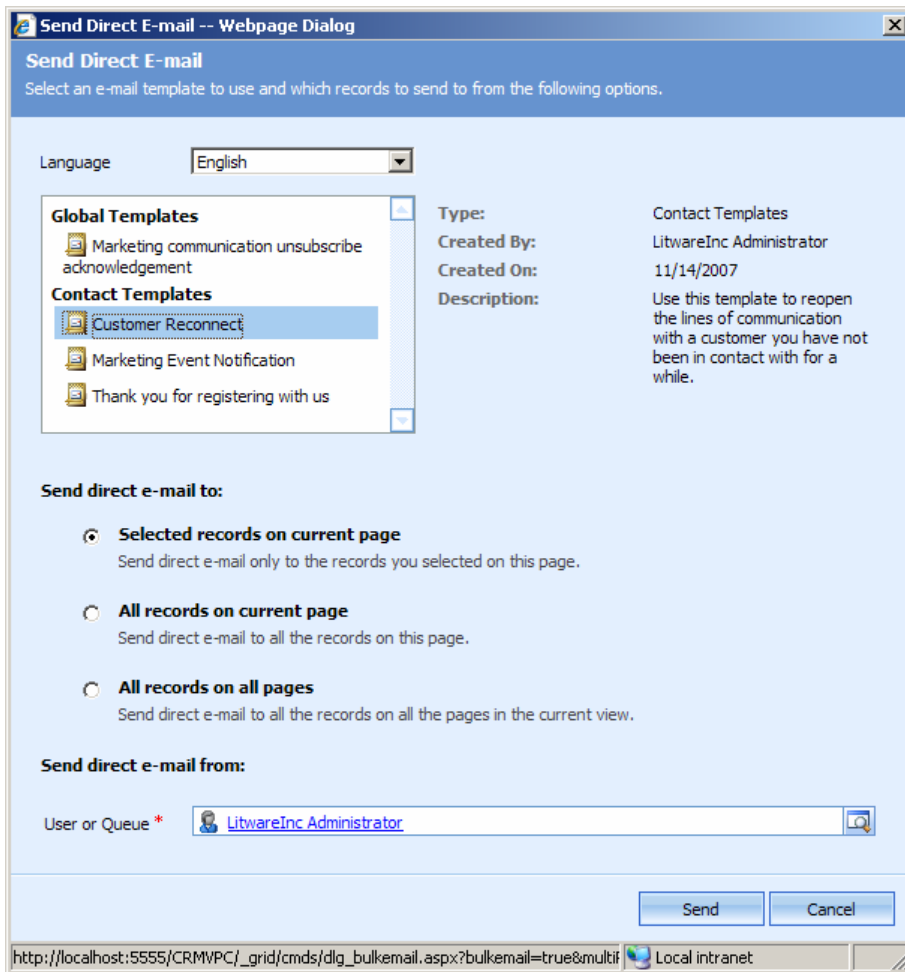 Send Direct E-mail -- Webpage Dialog
Send Direct E-mail
Select an e-mail template to use and which records to send to from the following options.
Language
English
Global Templates
Marketing communication unsubscribe
acknowledgement
Contact Templates
Customer Reconnect
Marketing Event Notification
Thank you for registering with us
Type: Contact Templates
Created By: LitwareInc Administrator
Created On: 11/14/2007
Description: Use this template to reopen
the lines of communication
with a customer you have not
been in contact with for a
while.
Send direct e-mail to:
Selected records on current page
Send direct e-mail only to the records you selected on this page.
All records on current page
Send direct e-mail to all the records on this page.
All records on all pages
Send direct e-mail to all the records on all the pages in the current view.
Send direct e-mail from:
User or Queue * LitwareInc Administrator
Send Cancel
http://localhost:5555/CRMVPC/_grid/cmds/dlg_bulkemail.aspx?bulkemail=true&multif Local intranet